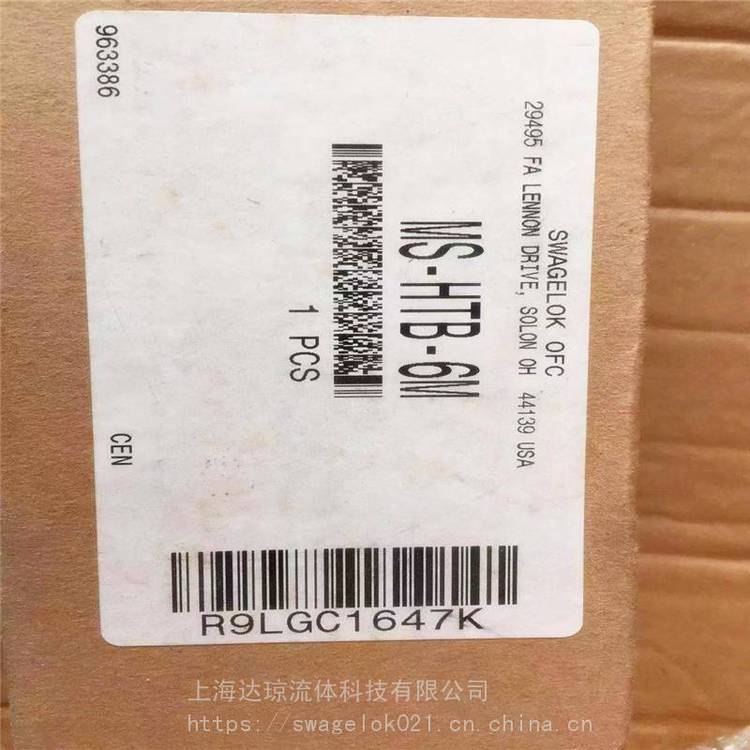 SWAGELOK OFC
29495 FA LENNON DRIVE, SOLON OH 44139 USA
MS-HTB-6M
1 PCS
963386
CEN
R9LGC1647K
上海达琼流体科技有限公司
https://swagelok021.cn.china.cn